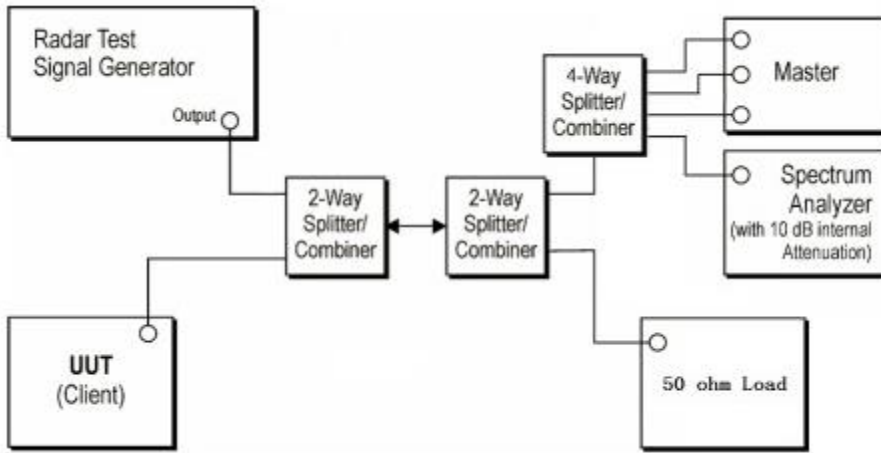 Radar Test
Signal Generator
Output
4-Way
Splitter/
Combiner
Master
2-Way
Splitter/
Combiner
2-Way
Splitter/
Combiner
Spectrum
Analyzer
(with 10 dB internal
Attenuation)
UUT
(Client)
50 ohm Load